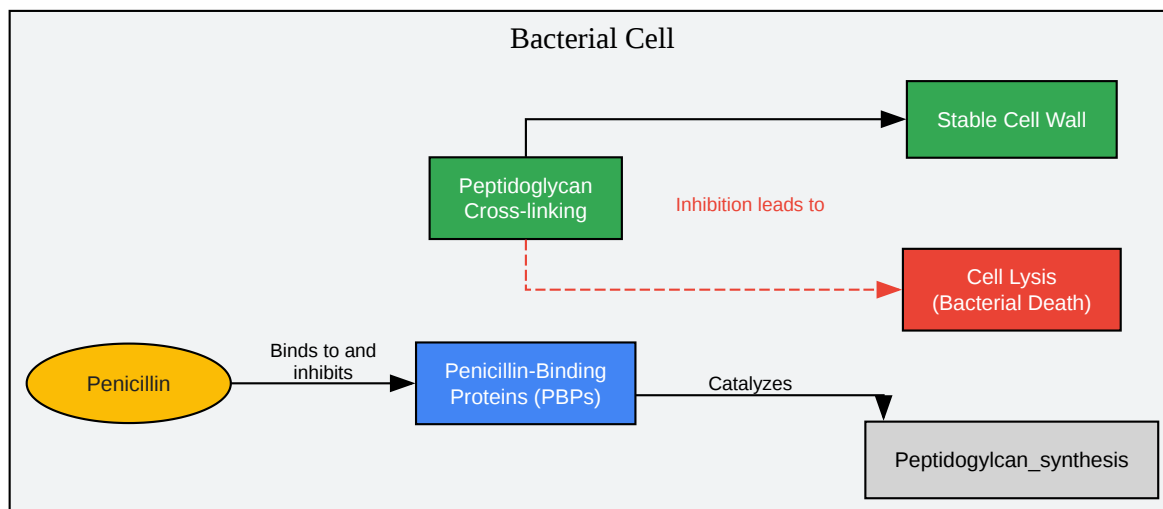 Bacterial Cell
Stable Cell Wall
Peptidoglycan
Cross-linking
Inhibition leads to
Cell Lysis
(Bacterial Death)
Binds to and
inhibits
Penicillin
Penicillin-Binding
Proteins (PBPs)
Catalyzes
Peptidogylcan_synthesis